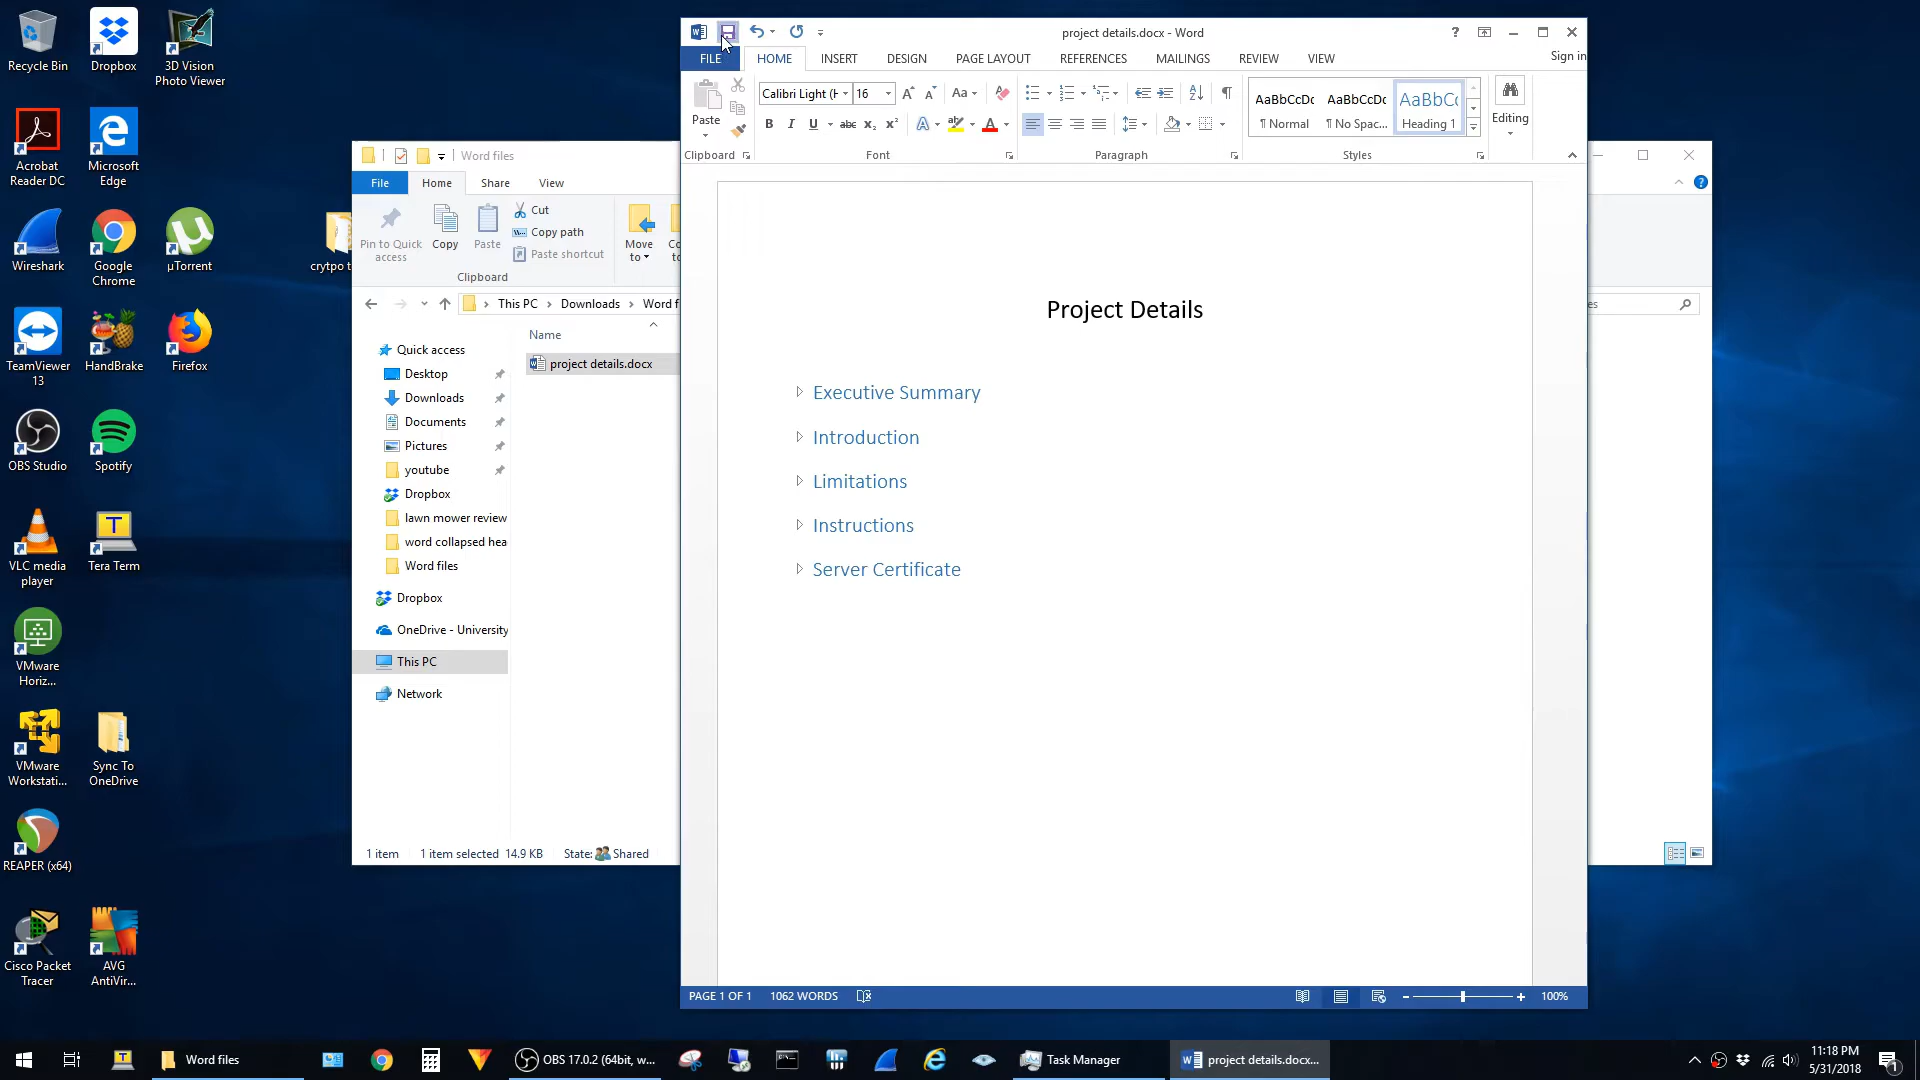 Recycle Bin
Dropbox
3D Vision
Photo Viewer
Acrobat
Reader DC
Microsoft
Edge
Wireshark
Google
Chrome
µTorrent
crytpo t
TeamViewer
13
HandBrake
Firefox
OBS Studio
Spotify
VLC media
player
Tera Term
VMware
Horiz...
VMware
Workstati...
Sync To
OneDrive
REAPER (x64)
Cisco Packet
Tracer
AVG
AntiVir...
Word files
File
Home
Share
View
Pin to Quick
access
Copy
Paste
Cut
Copy path
Paste shortcut
Move
to
Clipboard
This PC
Downloads
Word f
Name
project details.docx
Quick access
Desktop
Downloads
Documents
Pictures
youtube
Dropbox
lawn mower review
word collapsed hea
Word files
Dropbox
OneDrive - University
This PC
Network
1 item
1 item selected
14.9 KB
State:
Shared
project details.docx - Word
FILE
HOME
INSERT
DESIGN
PAGE LAYOUT
REFERENCES
MAILINGS
REVIEW
VIEW
Sign in
Paste
Calibri Light (H
16
Aa
B I U abc x₂ x²
AaBbCcDc
¶ Normal
AaBbCcDc
¶ No Spac...
AaBbC
Heading 1
Editing
Clipboard
Font
Paragraph
Styles
Project Details
Executive Summary
Introduction
Limitations
Instructions
Server Certificate
PAGE 1 OF 1
1062 WORDS
100%
es
Word files
OBS 17.0.2 (64bit, w...
Task Manager
project details.docx...
11:18 PM
5/31/2018
1